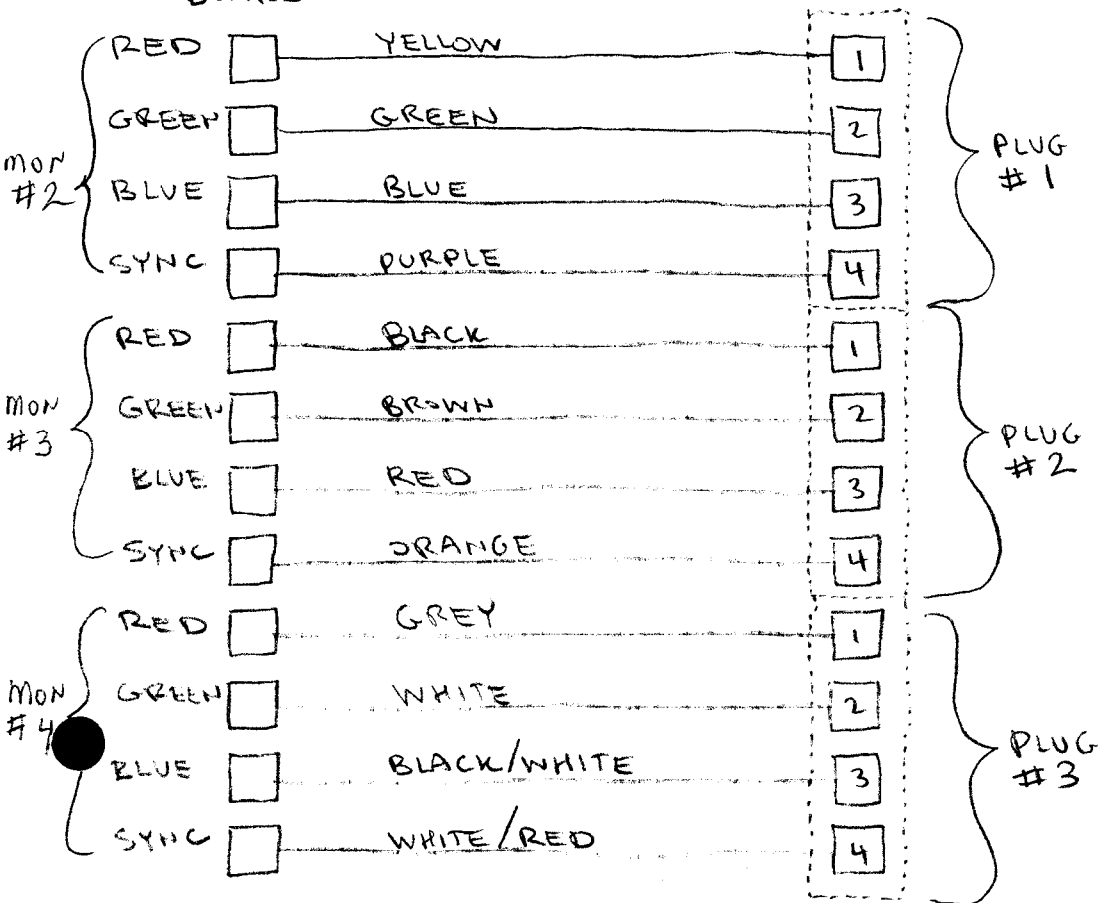 RED YELLOW 1
GREEN GREEN 2
MON
#2
PLUG
#1
BLUE BLUE 3
SYNC PURPLE 4
RED BLACK 1
GREEN BROWN 2
MON
#3
PLUG
#2
BLUE RED 3
SYNC ORANGE 4
RED GREY 1
GREEN WHITE 2
MON
#4
PLUG
#3
BLUE BLACK/WHITE 3
SYNC WHITE/RED 4